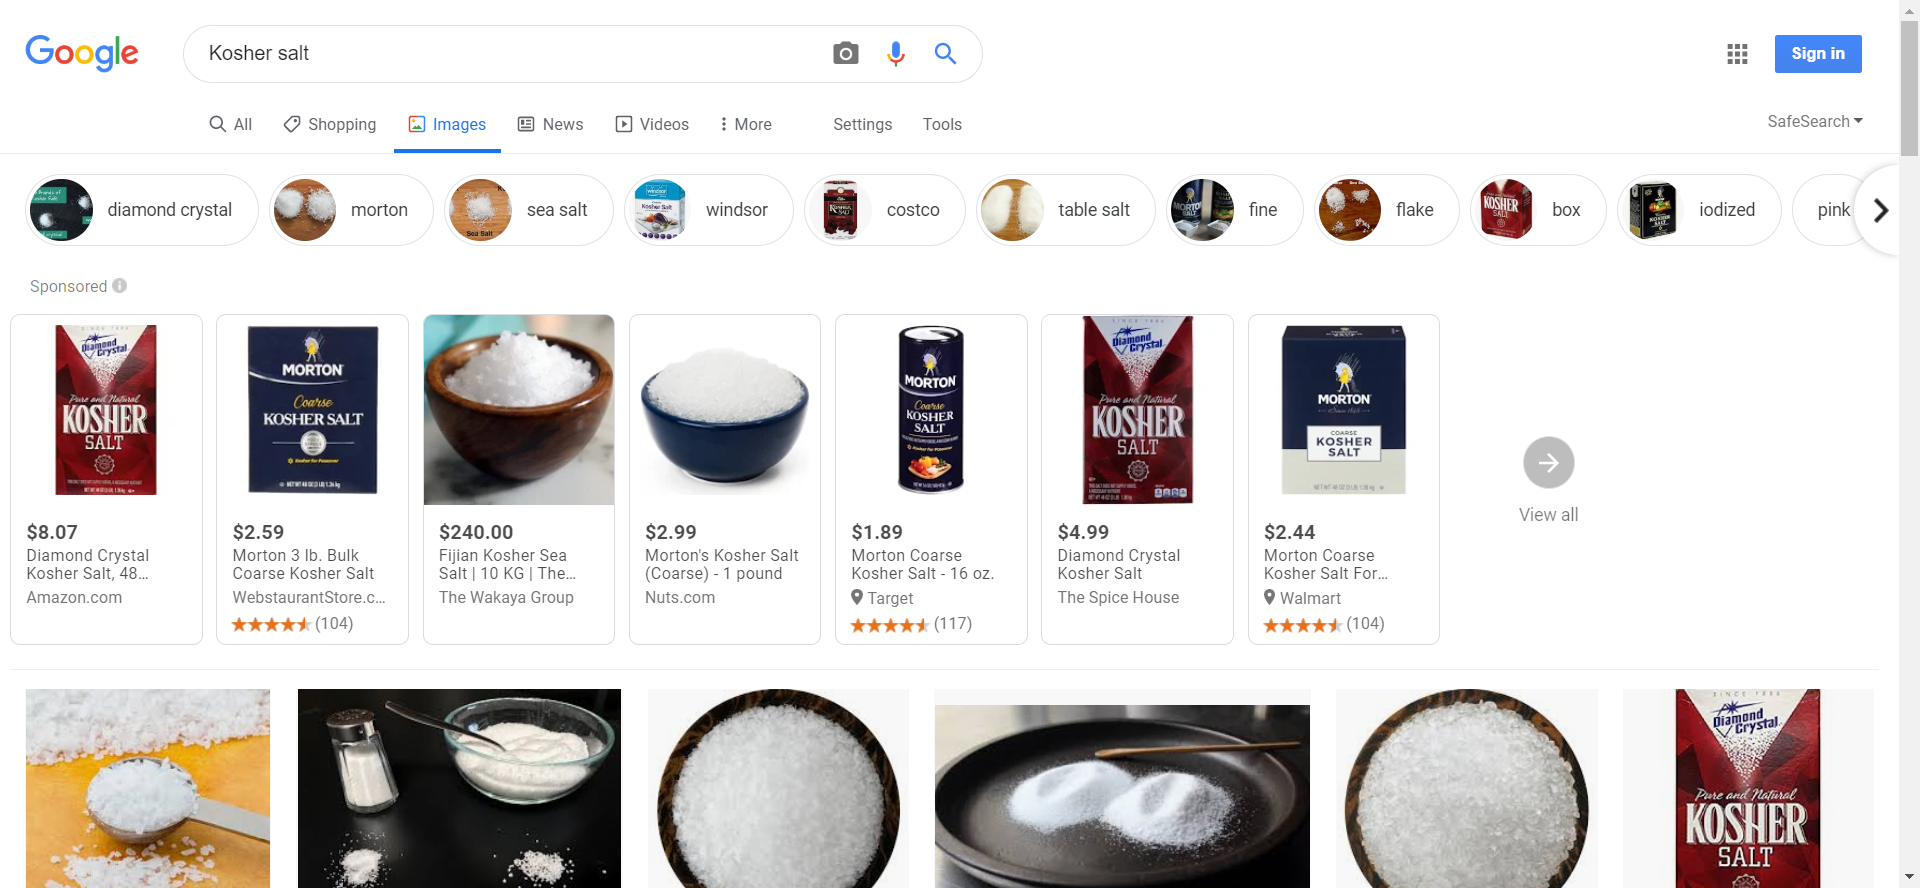 Google
Kosher salt
Sign in
All
Shopping
Images
News
Videos
More
Settings
Tools
SafeSearch
diamond crystal
morton
sea salt
windsor
costco
table salt
fine
flake
box
iodized
pink
Sponsored
SINCE 1886
Diamond
Crystal
Pure and Natural
KOSHER
SALT
MORTON
Coarse
KOSHER SALT
MORTON
Coarse
KOSHER
SALT
Diamond
Crystal
Pure and Natural
KOSHER
SALT
MORTON
COARSE
KOSHER
SALT
$8.07
Diamond Crystal
Kosher Salt, 48...
Amazon.com
$2.59
Morton 3 lb. Bulk
Coarse Kosher Salt
WebstaurantStore.c...
(104)
$240.00
Fijian Kosher Sea
Salt | 10 KG | The...
The Wakaya Group
$2.99
Morton's Kosher Salt
(Coarse) - 1 pound
Nuts.com
$1.89
Morton Coarse
Kosher Salt - 16 oz.
Target
(117)
$4.99
Diamond Crystal
Kosher Salt
The Spice House
$2.44
Morton Coarse
Kosher Salt For...
Walmart
(104)
View all
SINCE 1886
Diamond
Crystal
Pure and Natural
KOSHER
SALT